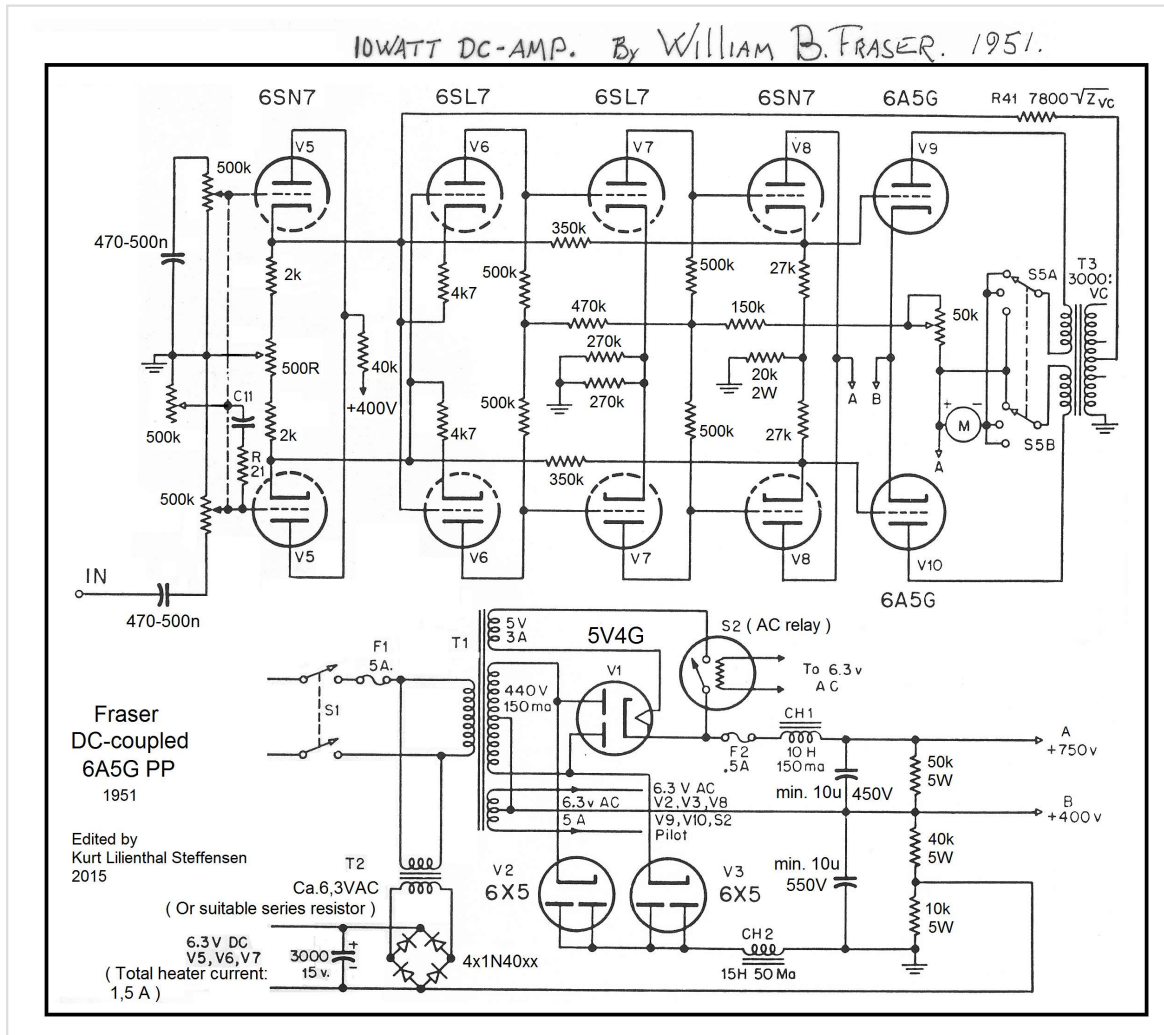 10WATT DC-AMP. By WILLIAM B. FRASER. 1951.
6SN7
6SL7
6SL7
6SN7
6A5G
R41 7800 √Z VC
V5
V6
V7
V8
V9
500k
470-500n
2k
4k7
500k
350k
500k
27k
T3
3000:
VC
S5A
470k
150k
50k
40k
270k
500R
+400V
20k
2W
A
B
C11
270k
500k
500k
500k
2k
4k7
27k
+
−
M
S5B
R
21
350k
A
500k
V5
V6
V7
V8
V10
6A5G
IN
470-500n
T1
5V
3A
5V4G
S2 ( AC relay )
V1
To 6.3v
AC
F1
5A.
440V
150ma
S1
CH1
F2
.5A
10 H
150ma
A
+750v
min. 10u
450V
50k
5W
B
+400v
6.3v AC
5 A
6.3 V AC
V2, V3, V8
V9, V10, S2
Pilot
Fraser
DC-coupled
6A5G PP
1951
Edited by
Kurt Lilienthal Steffensen
2015
T2
Ca.6,3VAC
( Or suitable series resistor )
V2
6X5
V3
6X5
min. 10u
550V
40k
5W
10k
5W
CH2
15H 50 Ma
6.3 V DC
V5, V6, V7
( Total heater current:
1,5 A )
3000
15 v.
+
−
4x1N40xx